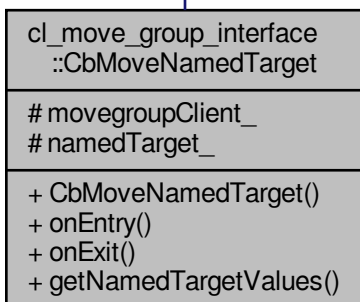 cl_move_group_interface
::CbMoveNamedTarget
# movegroupClient_
# namedTarget_
+ CbMoveNamedTarget()
+ onEntry()
+ onExit()
+ getNamedTargetValues()